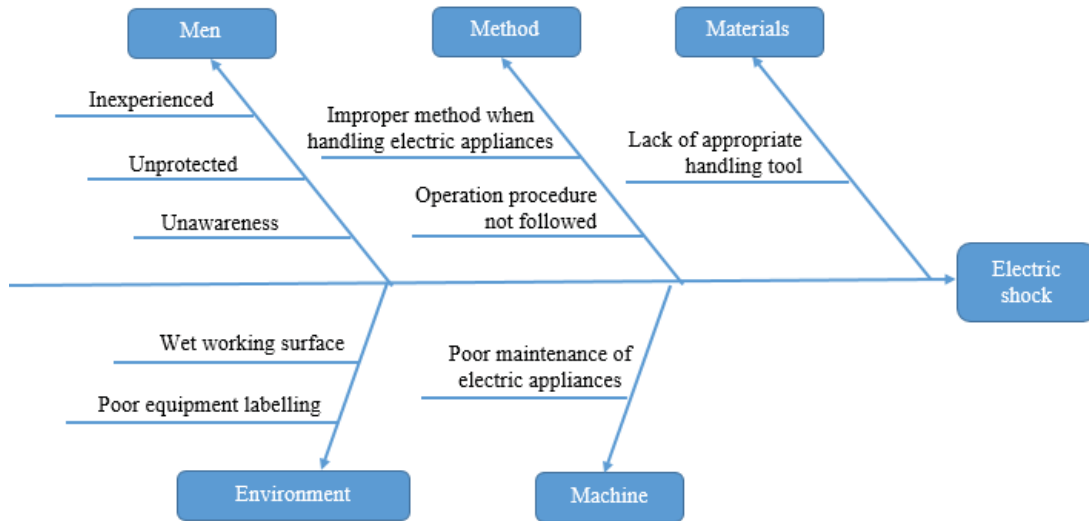 Men
Method
Materials
Inexperienced
Improper method when
handling electric appliances
Lack of appropriate
handling tool
Unprotected
Operation procedure
not followed
Unawareness
Electric
shock
Wet working surface
Poor maintenance of
electric appliances
Poor equipment labelling
Environment
Machine